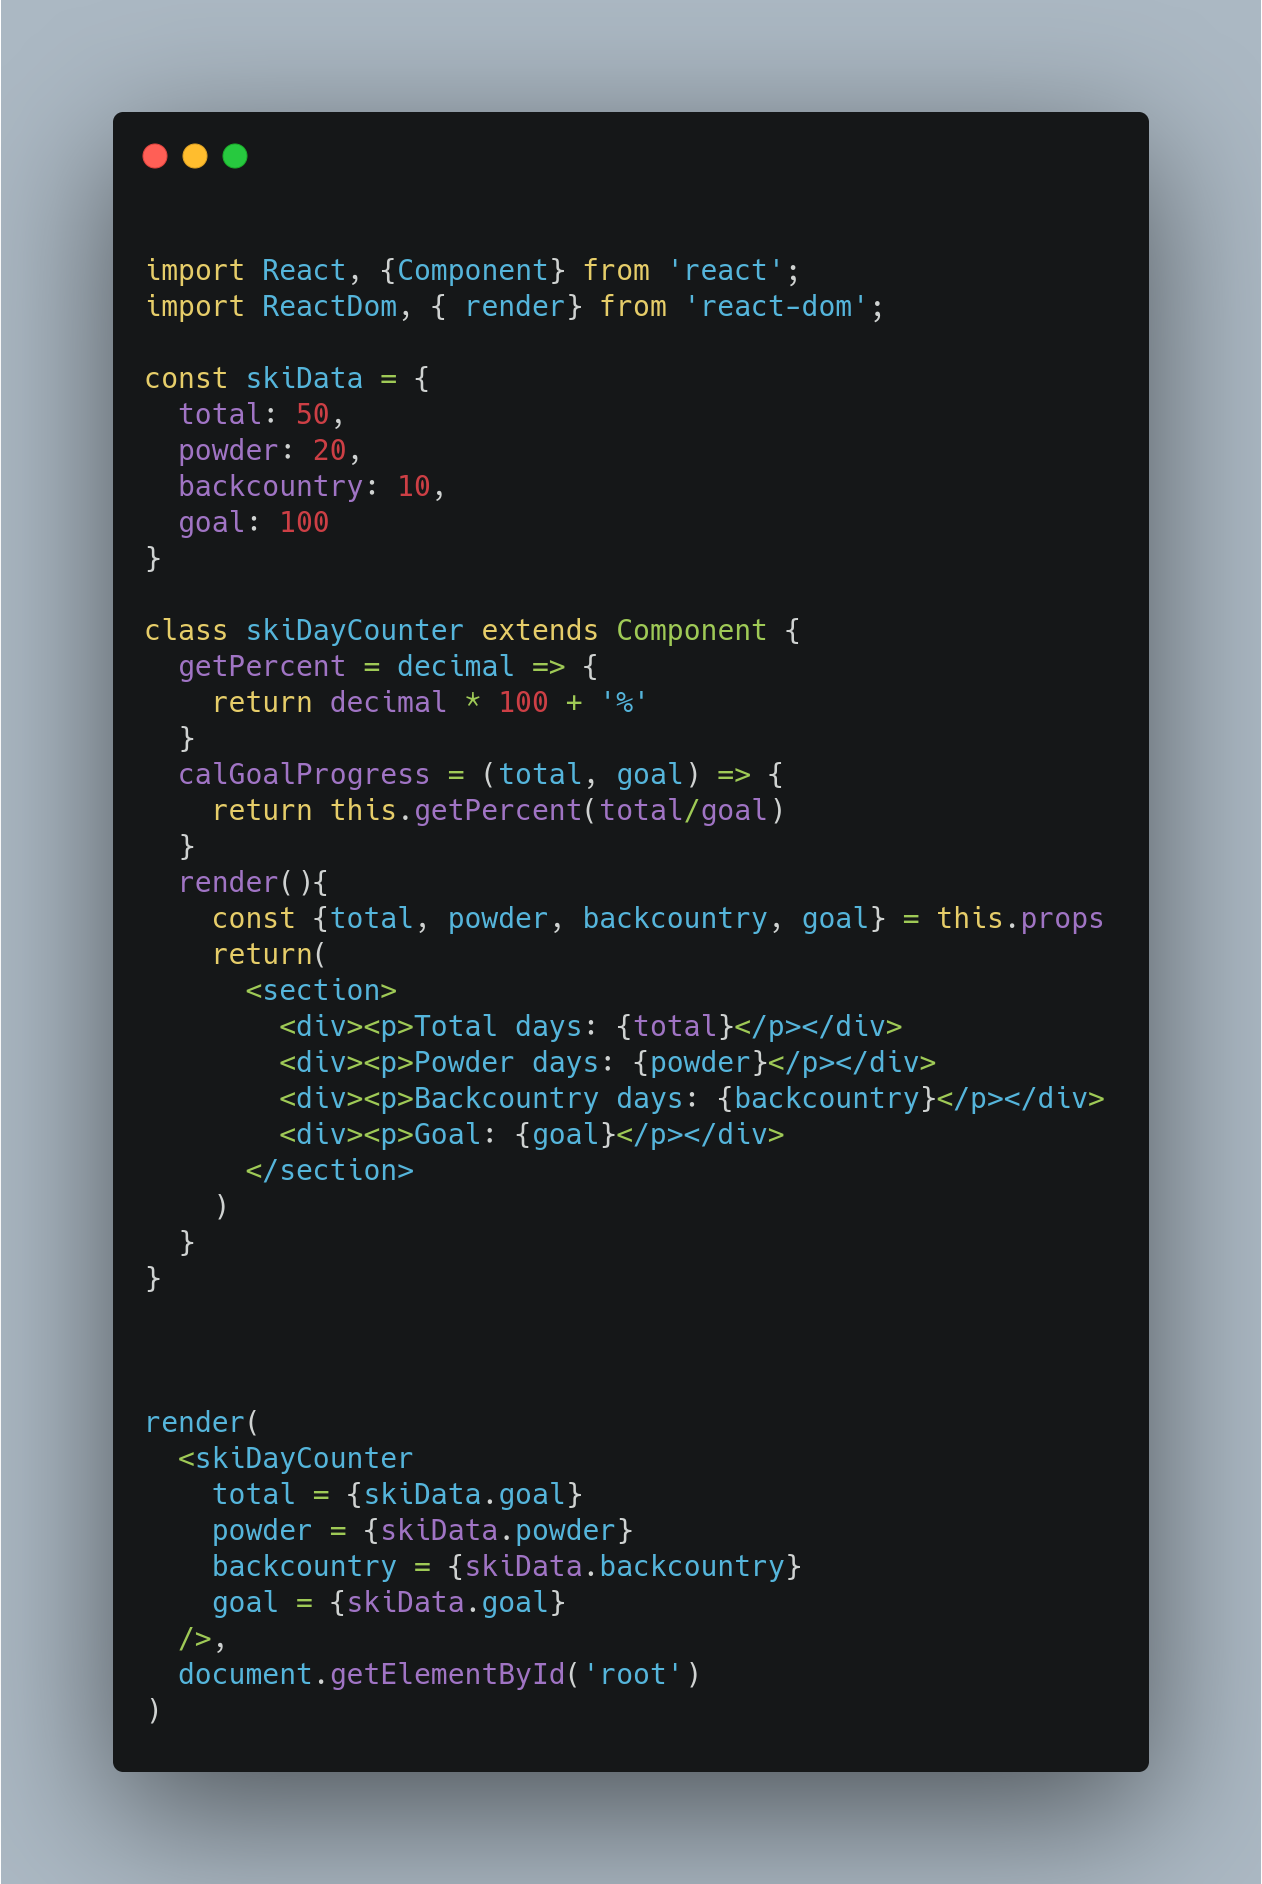 import React, {Component} from 'react';
import ReactDom, { render} from 'react-dom';

const skiData = {
  total: 50,
  powder: 20,
  backcountry: 10,
  goal: 100
}

class skiDayCounter extends Component {
  getPercent = decimal => {
    return decimal * 100 + '%'
  }
  calGoalProgress = (total, goal) => {
    return this.getPercent(total/goal)
  }
  render(){
    const {total, powder, backcountry, goal} = this.props
    return(
      <section>
        <div><p>Total days: {total}</p></div>
        <div><p>Powder days: {powder}</p></div>
        <div><p>Backcountry days: {backcountry}</p></div>
        <div><p>Goal: {goal}</p></div>
      </section>
    )
  }
}

render(
  <skiDayCounter
    total = {skiData.goal}
    powder = {skiData.powder}
    backcountry = {skiData.backcountry}
    goal = {skiData.goal}
  />,
  document.getElementById('root')
)